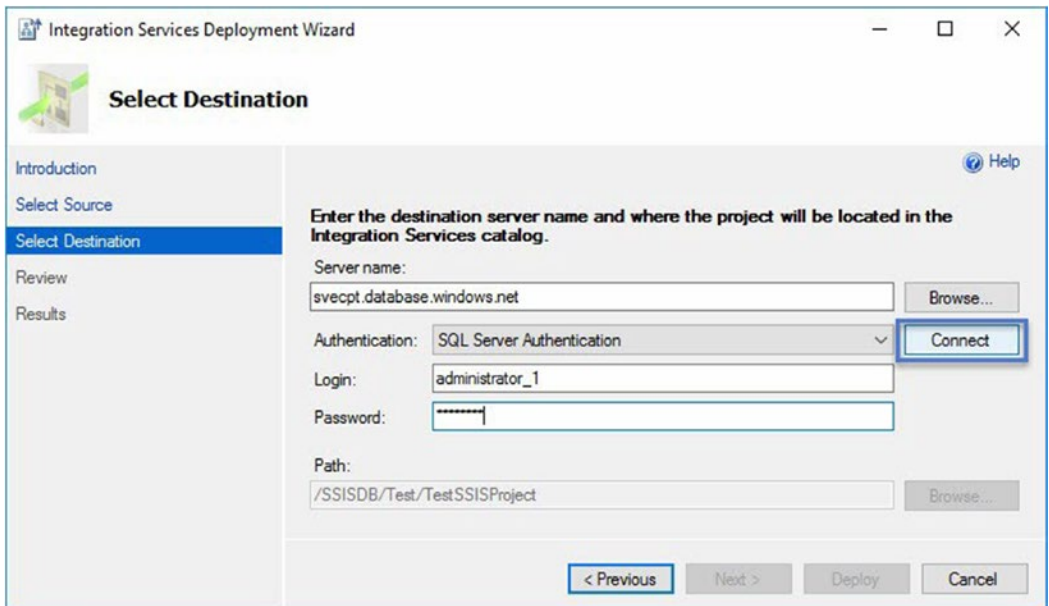 Integration Services Deployment Wizard
Select Destination
Introduction
Select Source
Select Destination
Review
Results
Help
Enter the destination server name and where the project will be located in the
Integration Services catalog.
Server name:
svecpt.database.windows.net
Browse...
Authentication:
SQL Server Authentication
Connect
Login:
administrator_1
Password:
********
Path:
/SSISDB/Test/TestSSISProject
Browse...
< Previous
Next >
Deploy
Cancel